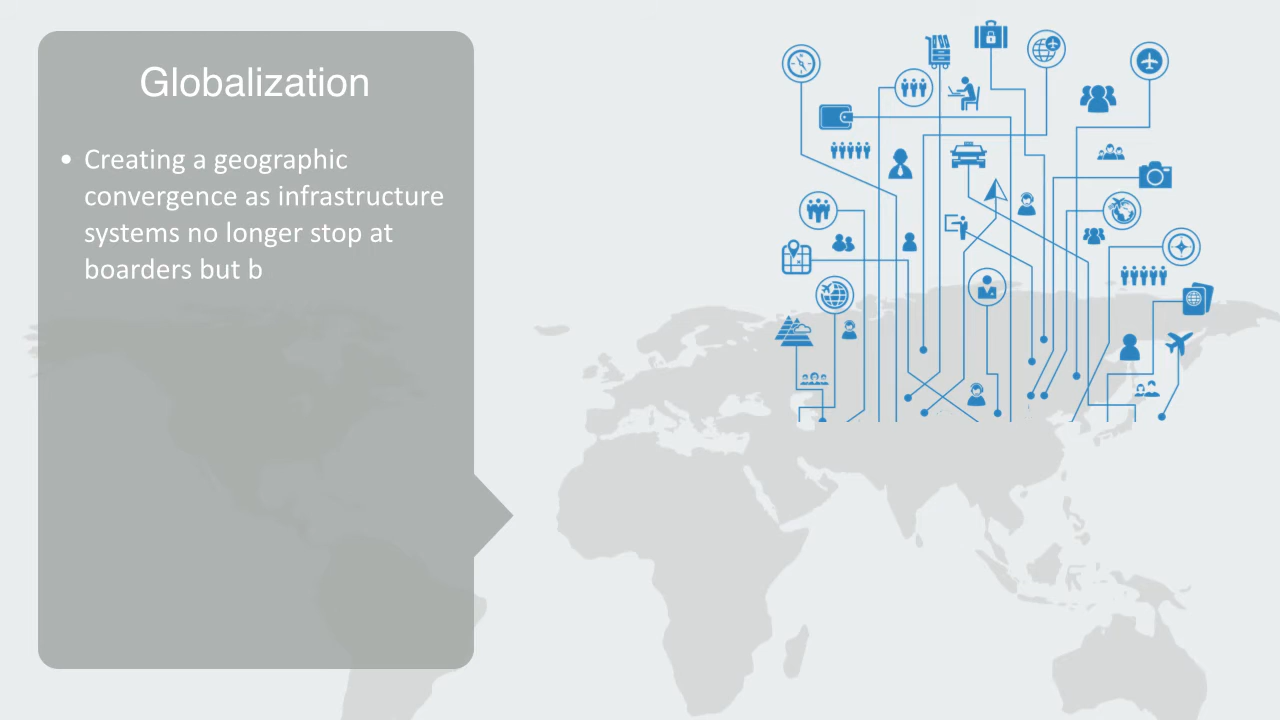 Globalization
• Creating a geographic
convergence as infrastructure
systems no longer stop at
boarders but b